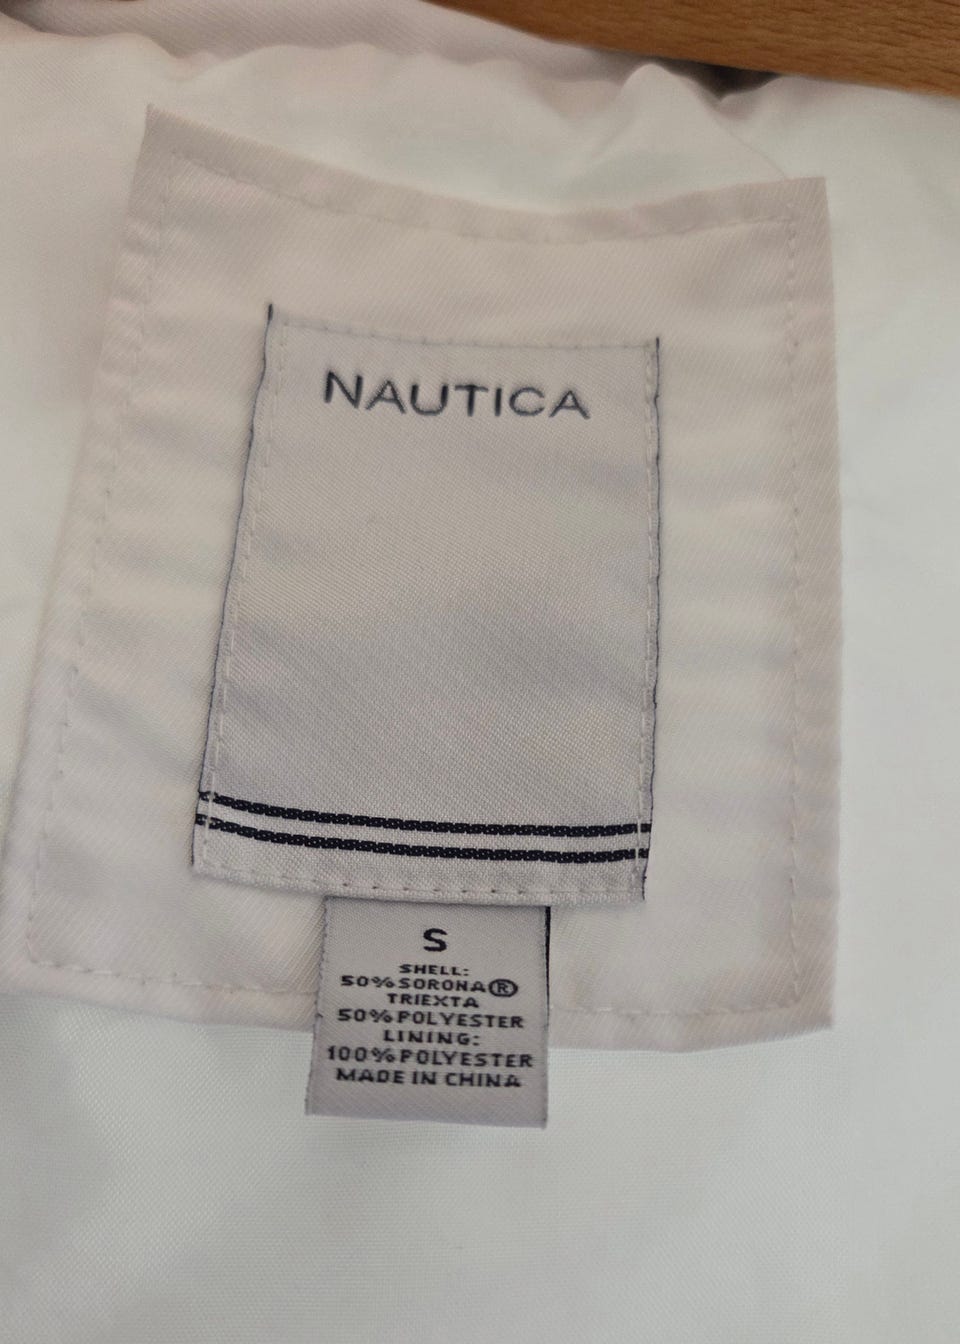 NAUTICA
S
SHELL:
50% SORONA®
TRIEXTA
50% POLYESTER
LINING:
100% POLYESTER
MADE IN CHINA